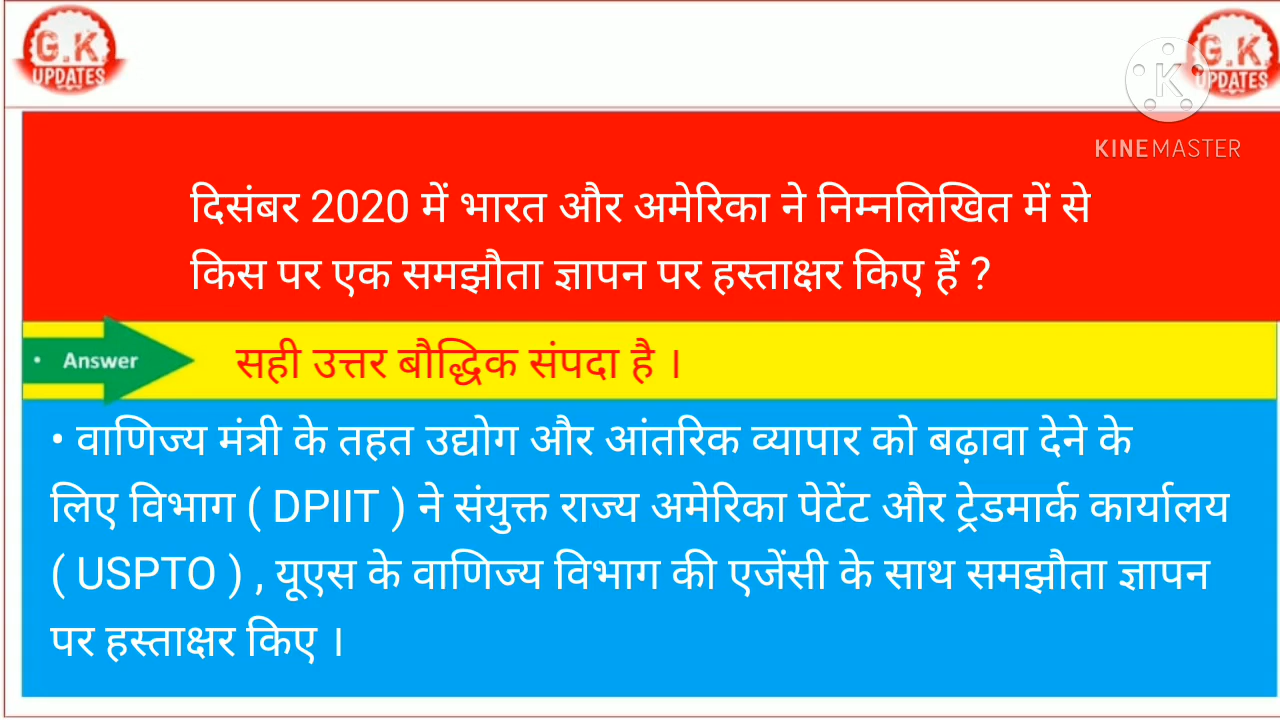 G.K.
UPDATES
G.K.
UPDATES
K
KINEMASTER
दिसंबर 2020 में भारत और अमेरिका ने निम्नलिखित में से
किस पर एक समझौता ज्ञापन पर हस्ताक्षर किए हैं ?
• Answer
सही उत्तर बौद्धिक संपदा है ।
• वाणिज्य मंत्री के तहत उद्योग और आंतरिक व्यापार को बढ़ावा देने के
लिए विभाग ( DPIIT ) ने संयुक्त राज्य अमेरिका पेटेंट और ट्रेडमार्क कार्यालय
( USPTO ) , यूएस के वाणिज्य विभाग की एजेंसी के साथ समझौता ज्ञापन
पर हस्ताक्षर किए ।